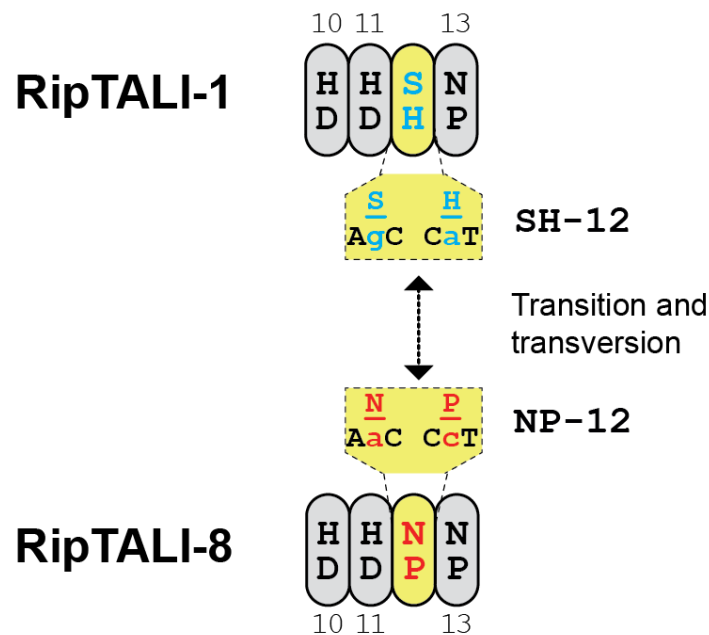 10 11 13
RipTALI-1
H H S N
D D H P
S H
AgC CaT
SH-12
Transition and
transversion
N P
AaC CcT
NP-12
RipTALI-8
H H N N
D D P P
10 11 13